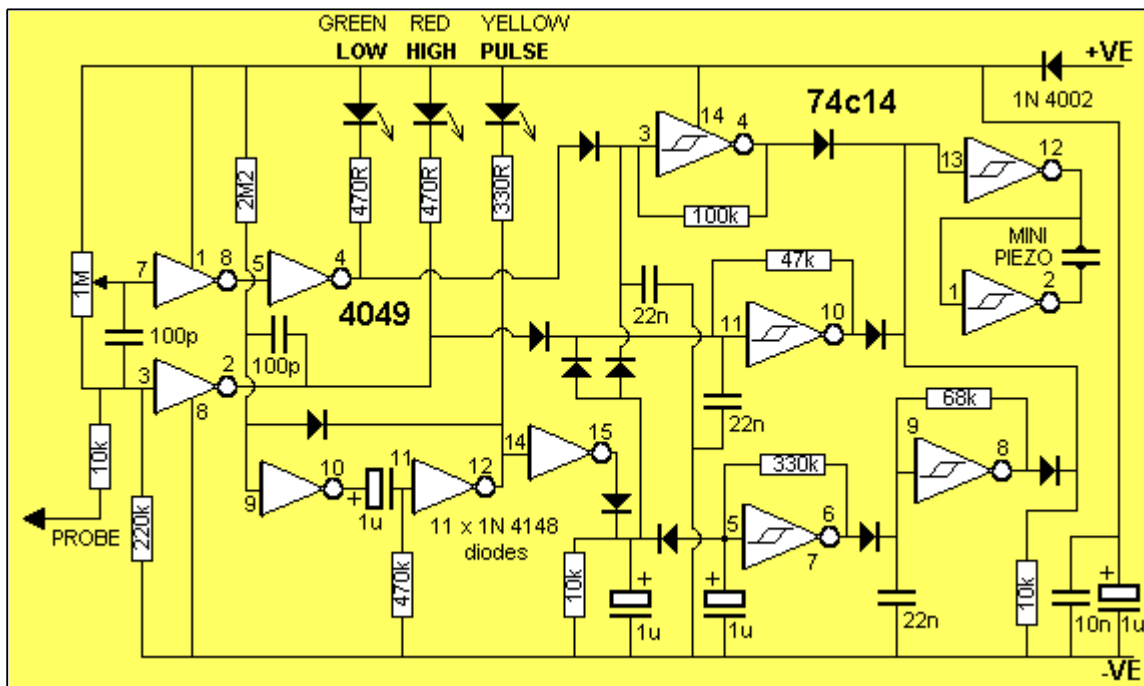 GREEN RED YELLOW
LOW HIGH PULSE
+VE
1N 4002
74c14
14
3
4
13
12
2M2
470R
470R
330R
100k
MINI
PIEZO
1M
7
1
8
5
4
4049
47k
1
2
100p
100p
22n
11
10
3
2
8
22n
68k
14
15
9
8
10k
220k
9
10
11
12
330k
+
1u
PROBE
11 x 1N 4148
diodes
5
6
7
470k
10k
+
1u
+
1u
22n
10k
10n
+
1u
-VE